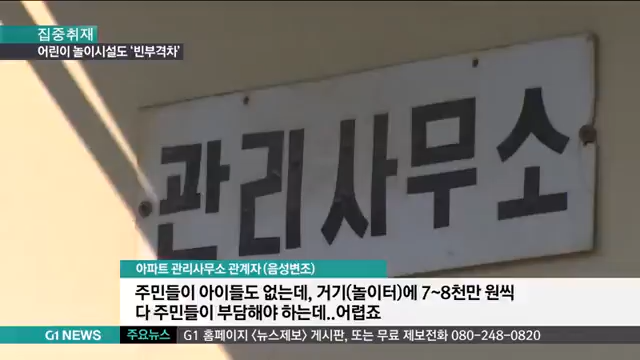 집중취재
어린이 놀이시설도 '빈부격차'
관리사무소
아파트 관리사무소 관계자(음성변조)
주민들이 아이들도 없는데, 거기(놀이터)에 7~8천만 원씩
다 주민들이 부담해야 하는데..어렵죠
G1 NEWS 주요뉴스 G1 홈페이지 <뉴스제보> 게시판, 또는 무료 제보전화 080-248-0820